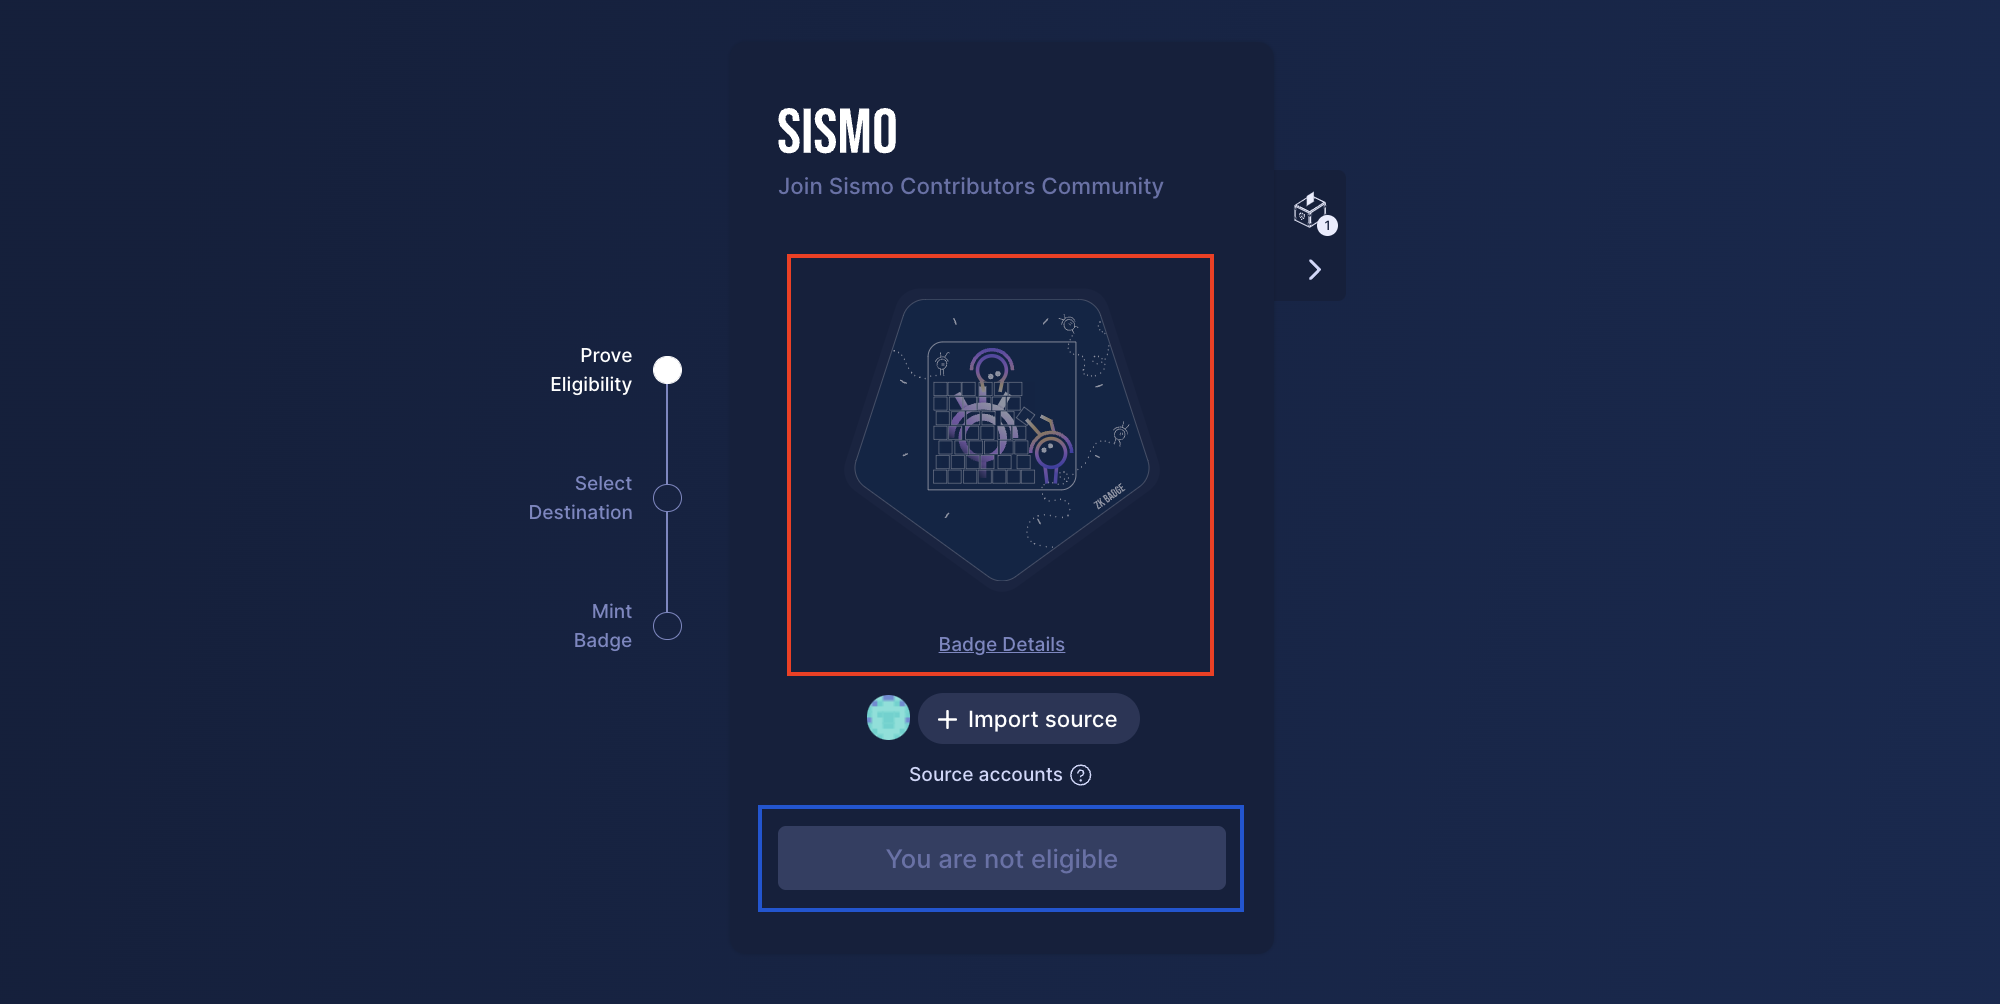 SISMO
Join Sismo Contributors Community
1
Prove
Eligibility
Select
Destination
Mint
Badge
ZK BADGE
Badge Details
+ Import source
Source accounts ?
You are not eligible